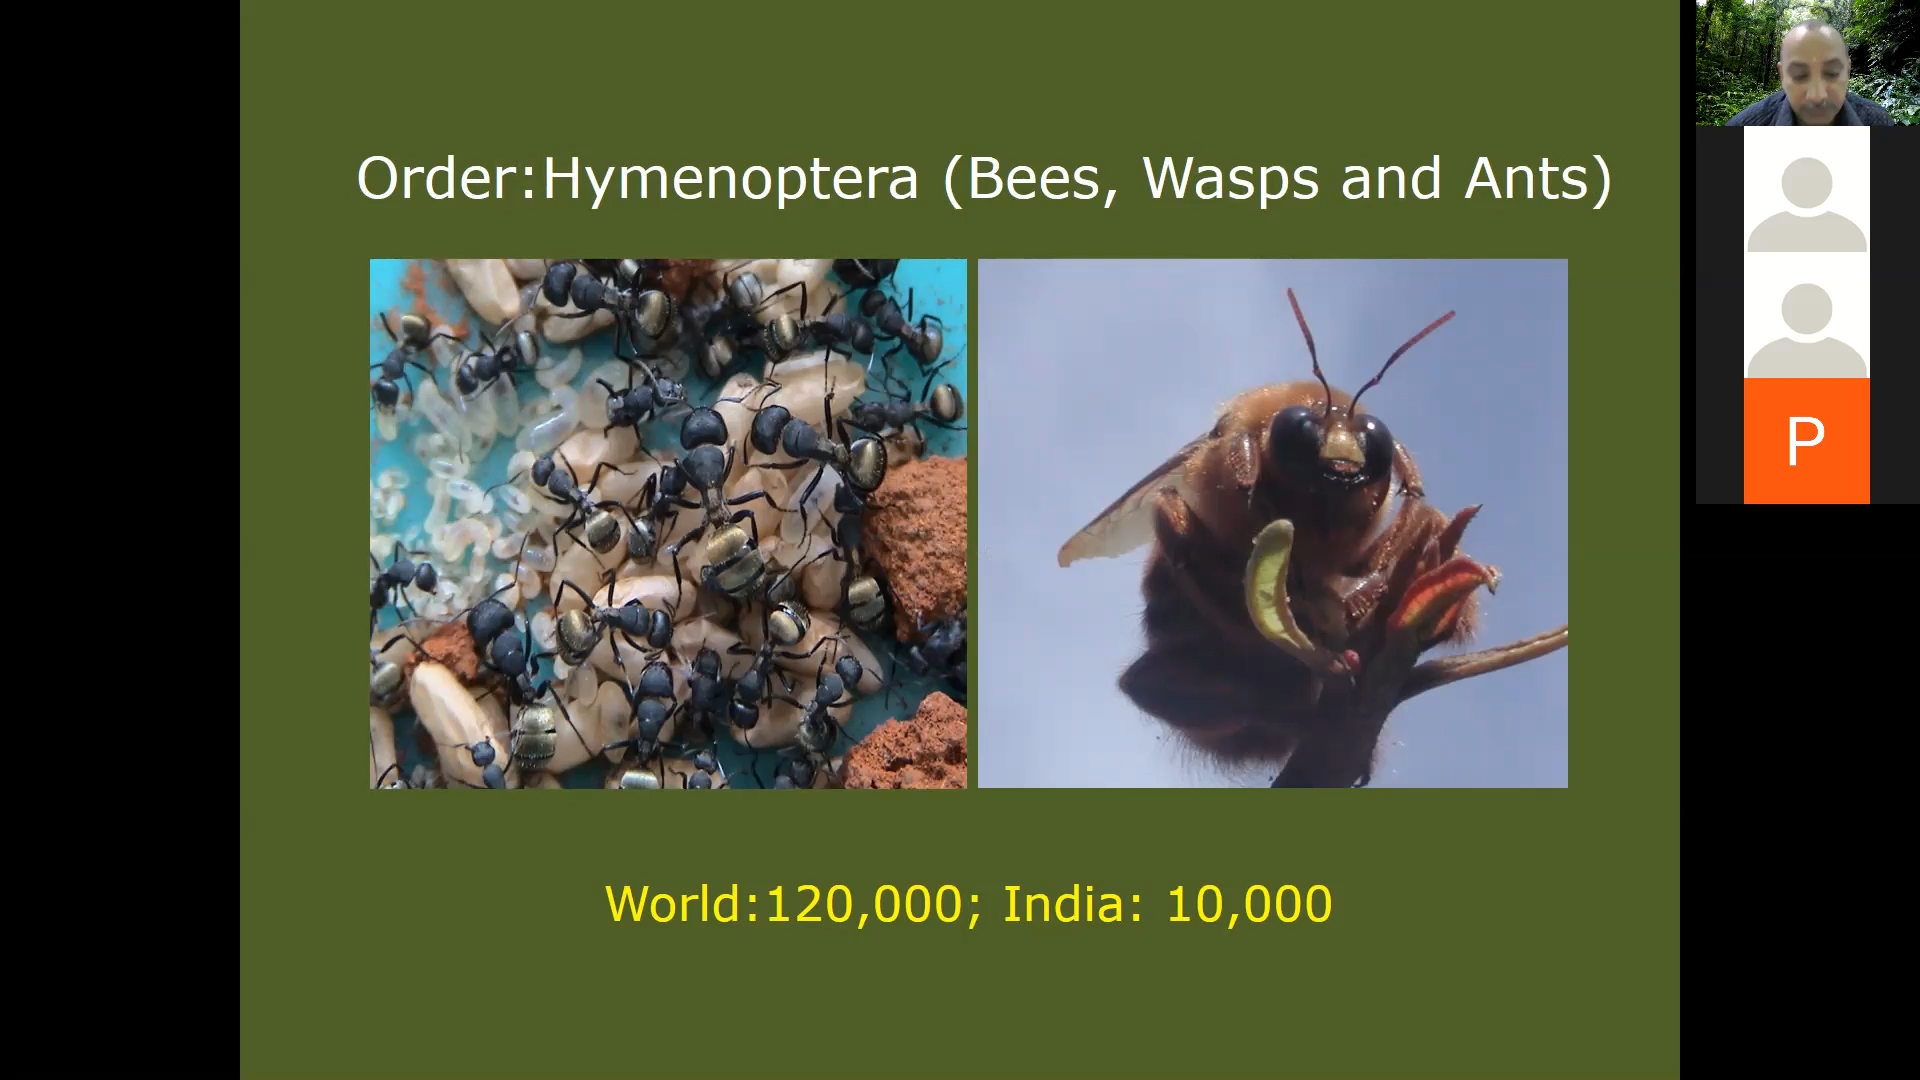 Order:Hymenoptera (Bees, Wasps and Ants)
World:120,000; India: 10,000
P